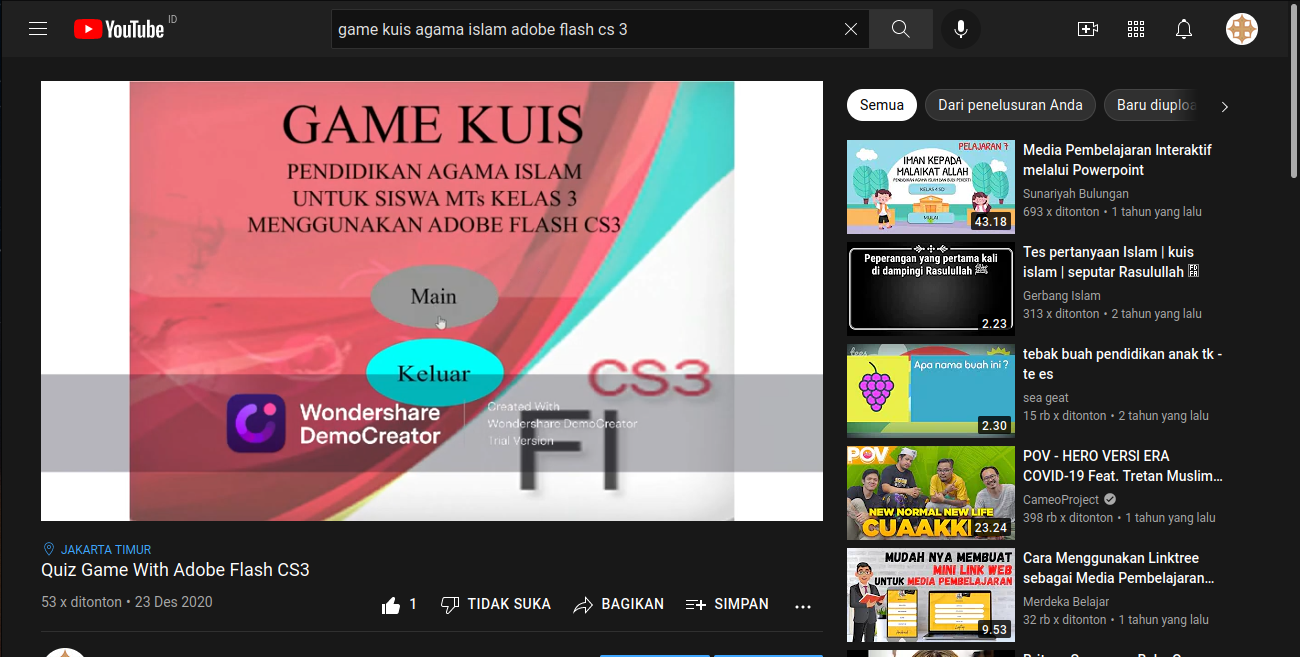 YouTube ID
game kuis agama islam adobe flash cs 3
GAME KUIS
PENDIDIKAN AGAMA ISLAM
UNTUK SISWA MTs KELAS 3
MENGGUNAKAN ADOBE FLASH CS3
Main
Keluar
CS3
Fl
Wondershare
DemoCreator
Created With
Wondershare DemoCreator
Trial Version
JAKARTA TIMUR
Quiz Game With Adobe Flash CS3
53 x ditonton • 23 Des 2020
1
TIDAK SUKA
BAGIKAN
SIMPAN
Semua
Dari penelusuran Anda
Baru diuploa
PELAJARAN 7
IMAN KEPADA
MALAIKAT ALLAH
PENDIDIKAN AGAMA ISLAM DAN BUDI PEKERTI
KELAS 4 SD
MULAI
43.18
Media Pembelajaran Interaktif
melalui Powerpoint
Sunariyah Bulungan
693 x ditonton • 1 tahun yang lalu
Peperangan yang pertama kali
di dampingi Rasulullah ﷺ
2.23
Tes pertanyaan Islam | kuis
islam | seputar Rasulullah
Gerbang Islam
313 x ditonton • 2 tahun yang lalu
Apa nama buah ini ?
2.30
tebak buah pendidikan anak tk -
te es
sea geat
15 rb x ditonton • 2 tahun yang lalu
POV
NEW NORMAL NEW LIFE
CUAAKKI
23.24
POV - HERO VERSI ERA
COVID-19 Feat. Tretan Muslim...
CameoProject
398 rb x ditonton • 1 tahun yang lalu
MUDAH NYA MEMBUAT
MINI LINK WEB
UNTUK MEDIA PEMBELAJARAN
9.53
Cara Menggunakan Linktree
sebagai Media Pembelajaran...
Merdeka Belajar
32 rb x ditonton • 1 tahun yang lalu